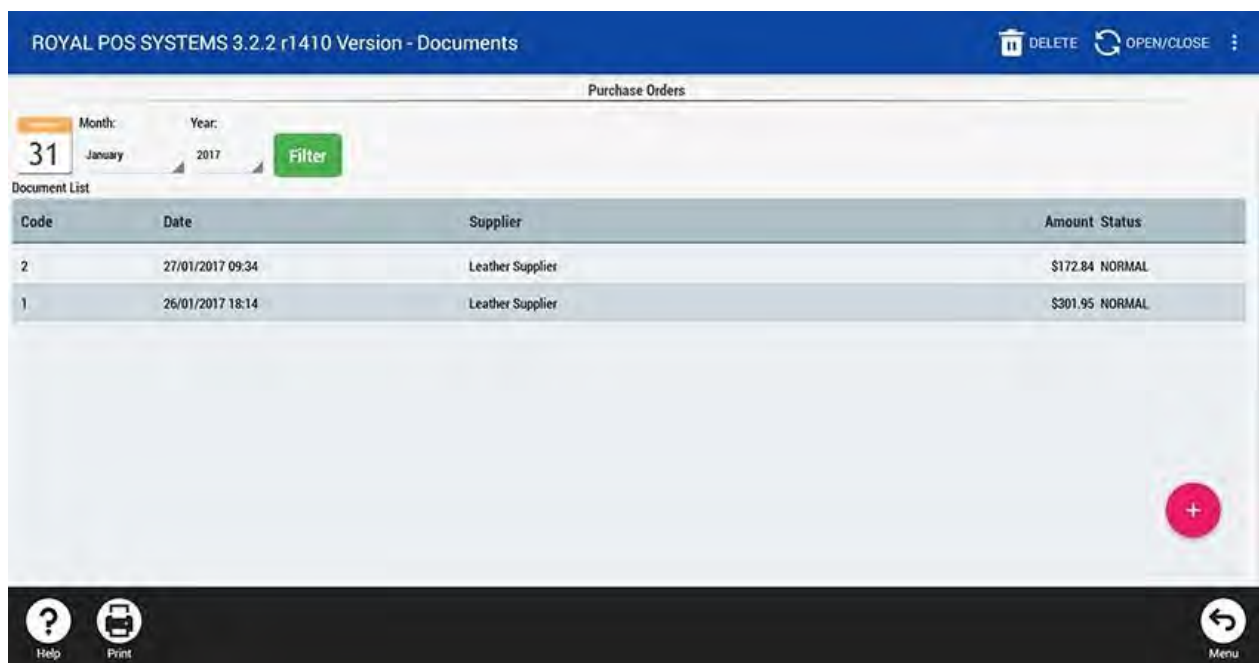 ROYAL POS SYSTEMS 3.2.2 r1410 Version - Documents
DELETE OPEN/CLOSE
Purchase Orders
Month: Year:
31 January 2017 Filter
Document List
Code Date Supplier Amount Status
2 27/01/2017 09:34 Leather Supplier $172.84 NORMAL
1 26/01/2017 18:14 Leather Supplier $301.95 NORMAL
+
? 
Help Print Menu